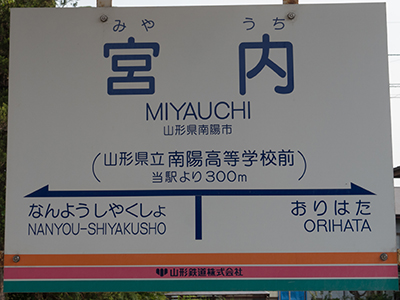 みや うち
宮内
MIYAUCHI
山形県南陽市
(山形県立南陽高等学校前)
当駅より300m
なんようしやくしょ おりはた
NANYOU-SHIYAKUSHO ORIHATA
山形鉄道株式会社